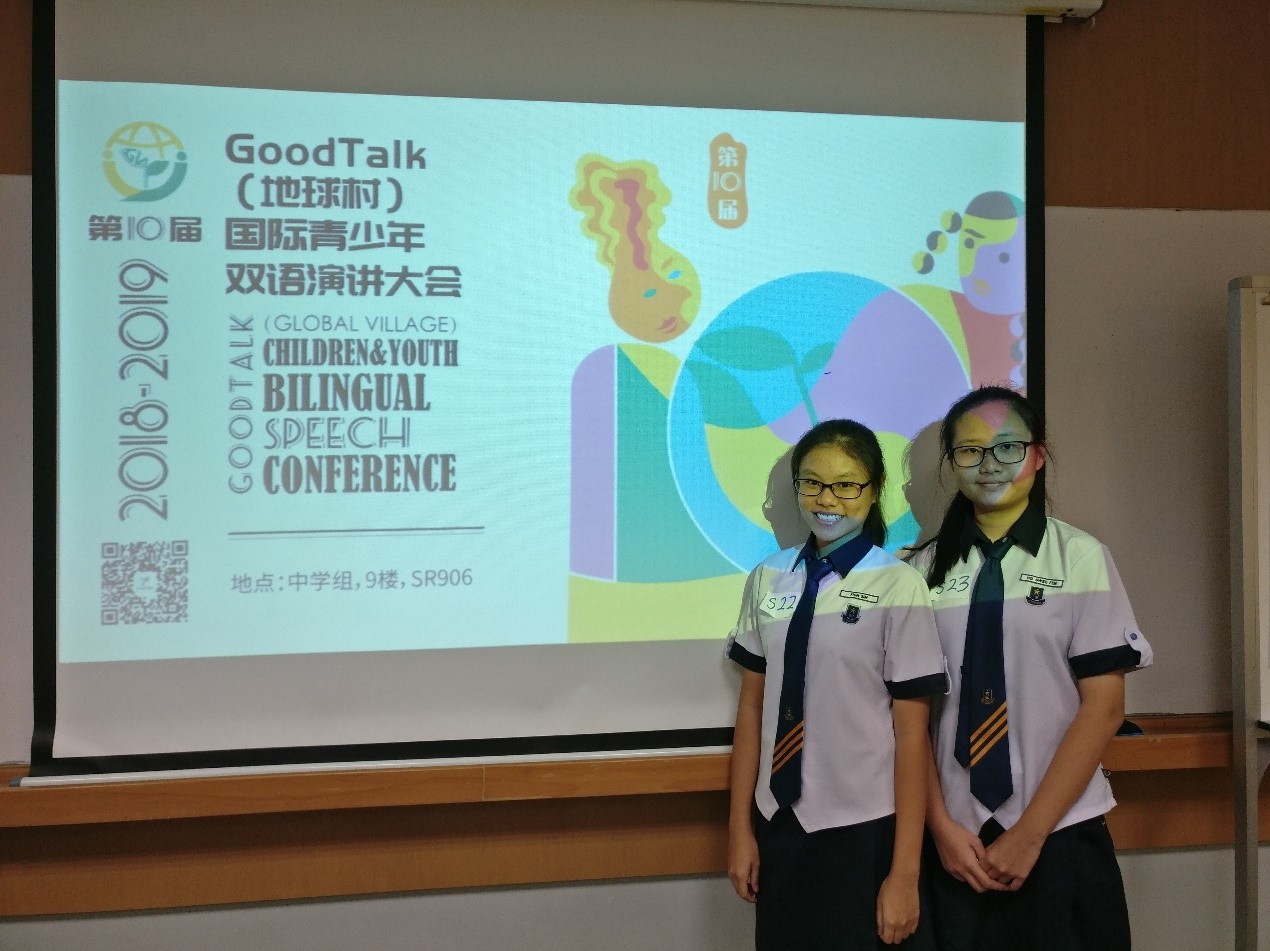 第10届
2018-2019
GoodTalk
（地球村）
国际青少年
双语演讲大会
GOODTALK
(GLOBAL VILLAGE)
CHILDREN&YOUTH
BILINGUAL
SPEECH
CONFERENCE
地点：中学组，9楼，SR906
第
10
届
S22
S23